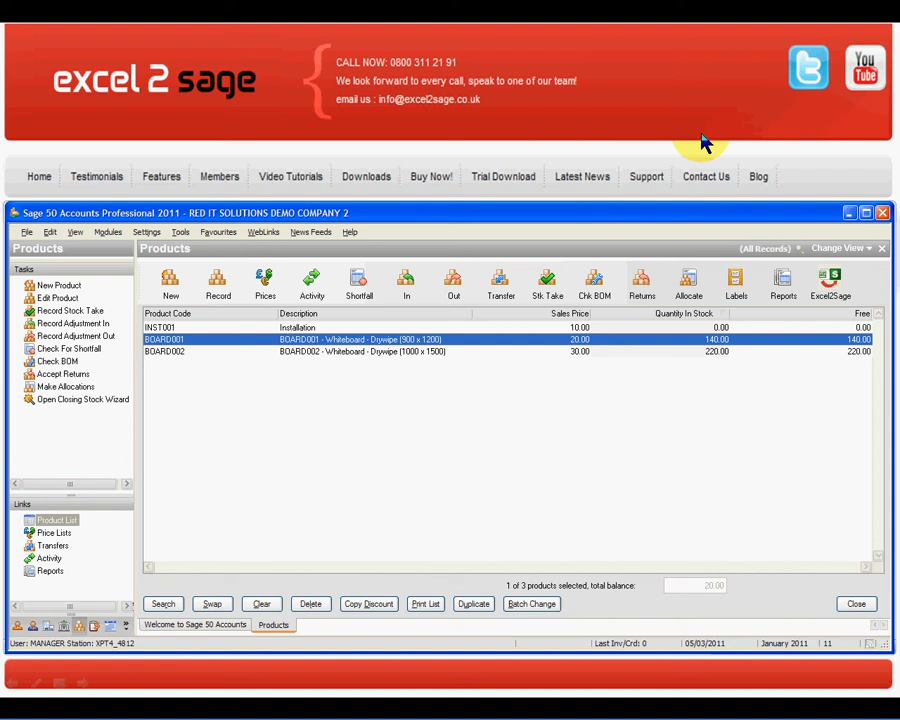 excel 2 sage
CALL NOW: 0800 311 21 91
We look forward to every call, speak to one of our team!
email us : info@excel2sage.co.uk
You
Tube
Home Testimonials Features Members Video Tutorials Downloads Buy Now! Trial Download Latest News Support Contact Us Blog
Sage 50 Accounts Professional 2011 - RED IT SOLUTIONS DEMO COMPANY 2
File Edit View Modules Settings Tools Favourites WebLinks News Feeds Help
Products
Products
(All Records)
Change View
Tasks
New Product
Edit Product
Record Stock Take
Record Adjustment In
Record Adjustment Out
Check For Shortfall
Check BOM
Accept Returns
Make Allocations
Open Closing Stock Wizard
New Record Prices Activity Shortfall In Out Transfer Stk Take Chk BOM Returns Allocate Labels Reports Excel2Sage
Product Code Description Sales Price Quantity In Stock Free
INST001 Installation 10.00 0.00 0.00
BOARD001 BOARD001 - Whiteboard - Drywipe (900 x 1200) 20.00 140.00 140.00
BOARD002 BOARD002 - Whiteboard - Drywipe (1000 x 1500) 30.00 220.00 220.00
Links
Product List
Price Lists
Transfers
Activity
Reports
1 of 3 products selected, total balance: 20.00
Search Swap Clear Delete Copy Discount Print List Duplicate Batch Change Close
Welcome to Sage 50 Accounts Products
User: MANAGER Station: XPT4_4812 Last Inv/Crd: 0 05/03/2011 January 2011 11